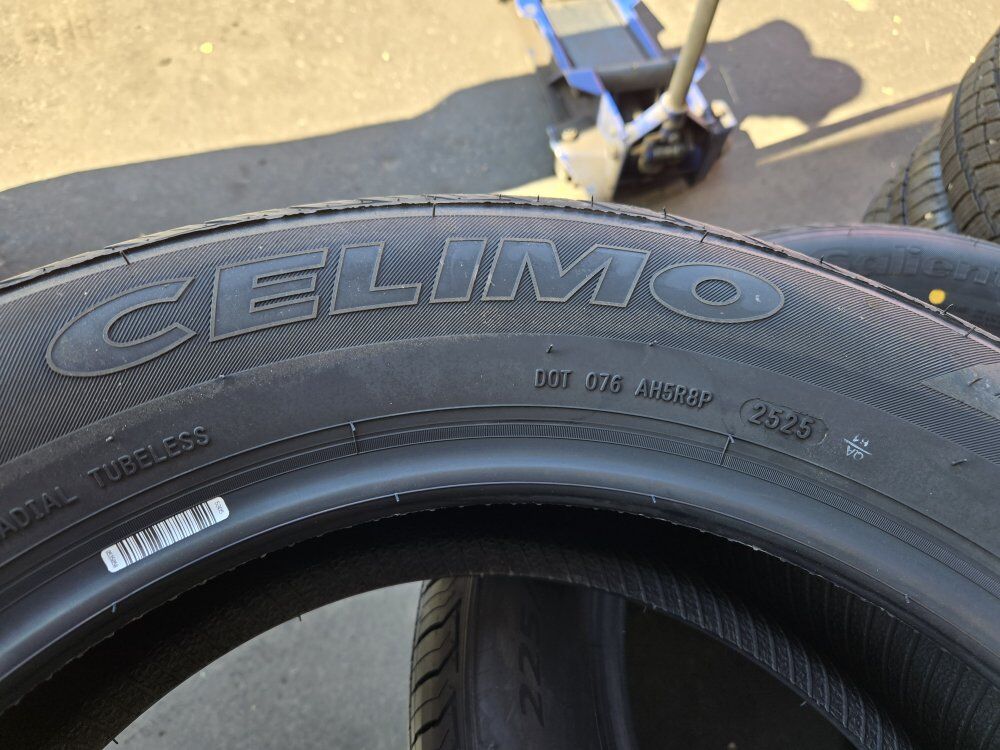 CELIMO
DOT 076 AH5R8P 2525
RADIAL TUBELESS